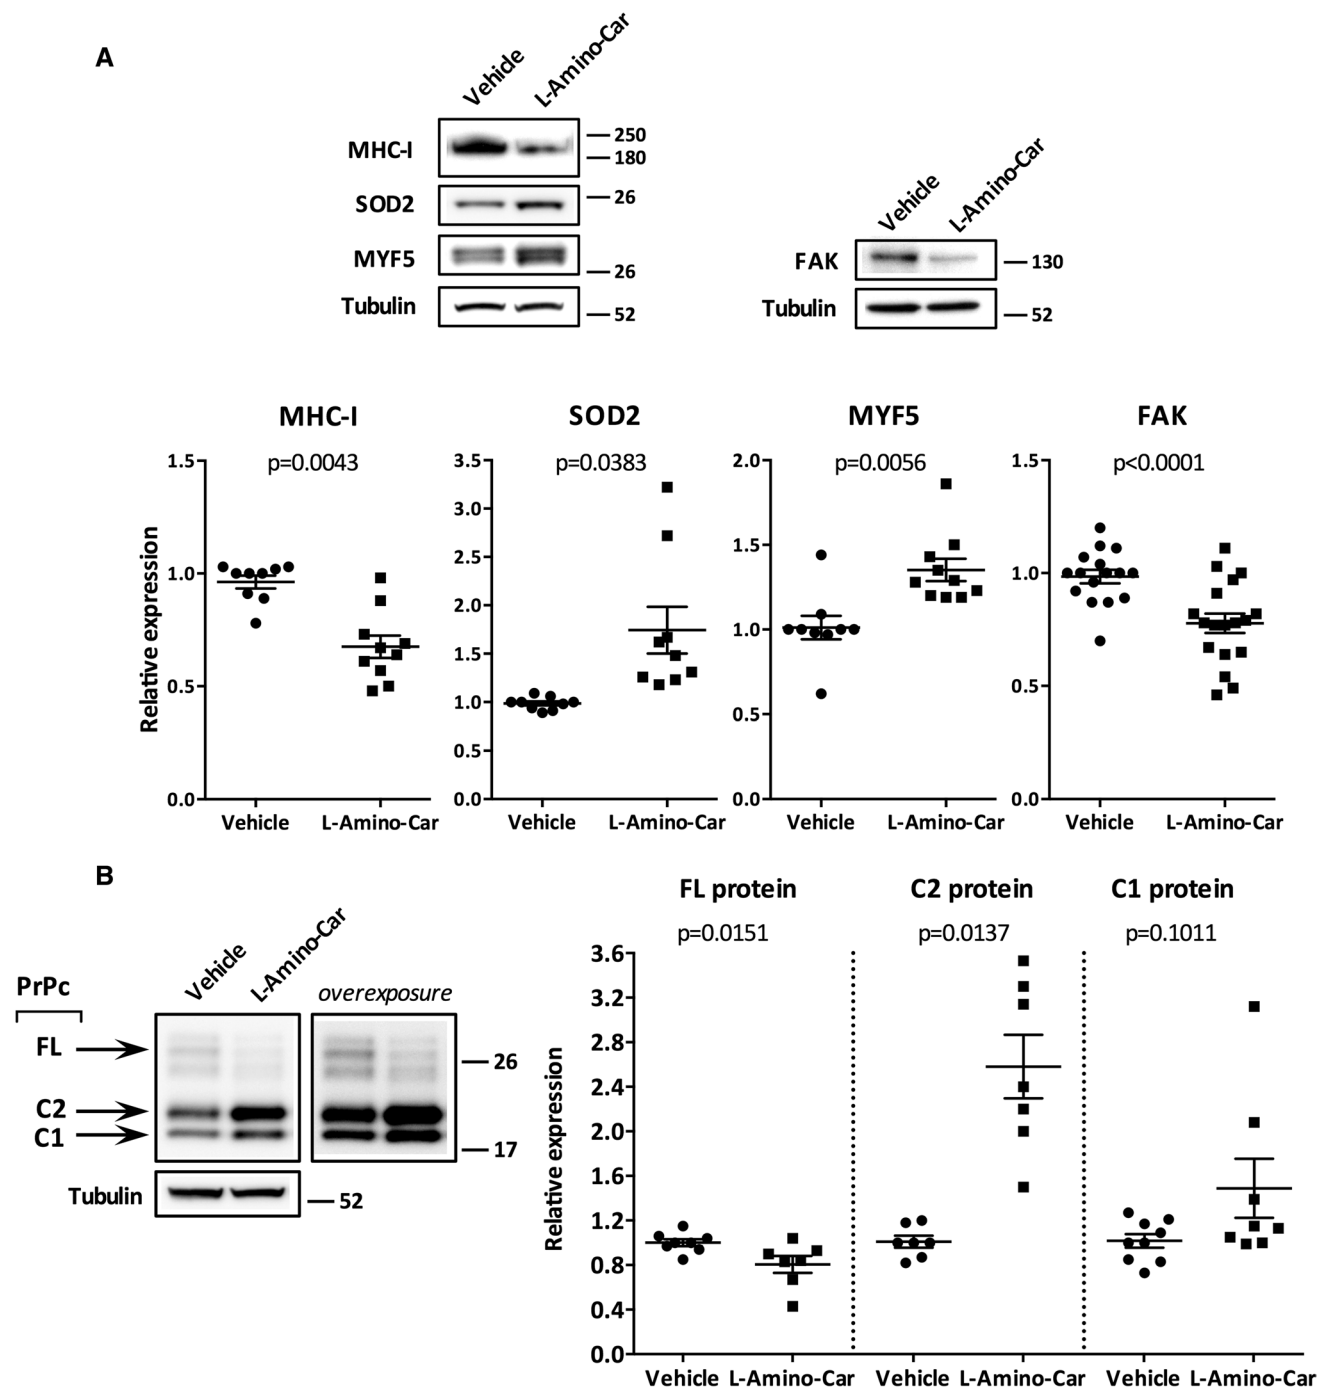 A
Vehicle
L-Amino-Car
MHC-I
250
180
SOD2
26
MYF5
26
Tubulin
52
Vehicle
L-Amino-Car
FAK
130
Tubulin
52
MHC-I
SOD2
MYF5
FAK
p=0.0043
p=0.0383
p=0.0056
p<0.0001
Relative expression
1.5
1.0
0.5
0.0
Vehicle
L-Amino-Car
3.5
3.0
2.5
2.0
1.5
1.0
0.5
0.0
Vehicle
L-Amino-Car
2.0
1.5
1.0
0.5
0.0
Vehicle
L-Amino-Car
1.5
1.0
0.5
0.0
Vehicle
L-Amino-Car
B
Vehicle
L-Amino-Car
overexposure
PrPc
FL
C2
C1
26
17
Tubulin
52
FL protein
C2 protein
C1 protein
p=0.0151
p=0.0137
p=0.1011
Relative expression
3.6
3.2
2.8
2.4
2.0
1.6
1.2
0.8
0.4
0.0
Vehicle
L-Amino-Car
Vehicle
L-Amino-Car
Vehicle
L-Amino-Car